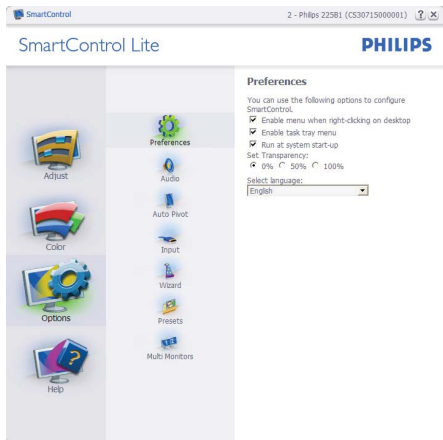 SmartControl
2 - Philips 225B1 (CS30715000001)
SmartControl Lite
PHILIPS
Adjust
Color
Options
Help
Preferences
Audio
Auto Pivot
Input
Wizard
Presets
Multi Monitors
Preferences
You can use the following options to configure
SmartControl.
Enable menu when right-clicking on desktop
Enable task tray menu
Run at system start-up
Set Transparency:
0% 50% 100%
Select language:
English